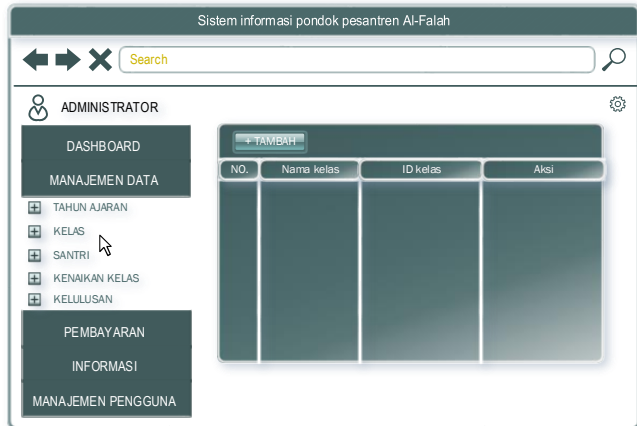 Sistem informasi pondok pesantren Al-Falah
Search
ADMINISTRATOR
DASHBOARD
MANAJEMEN DATA
TAHUN AJARAN
KELAS
SANTRI
KENAIKAN KELAS
KELULUSAN
PEMBAYARAN
INFORMASI
MANAJEMEN PENGGUNA
+ TAMBAH
NO. Nama kelas ID kelas Aksi